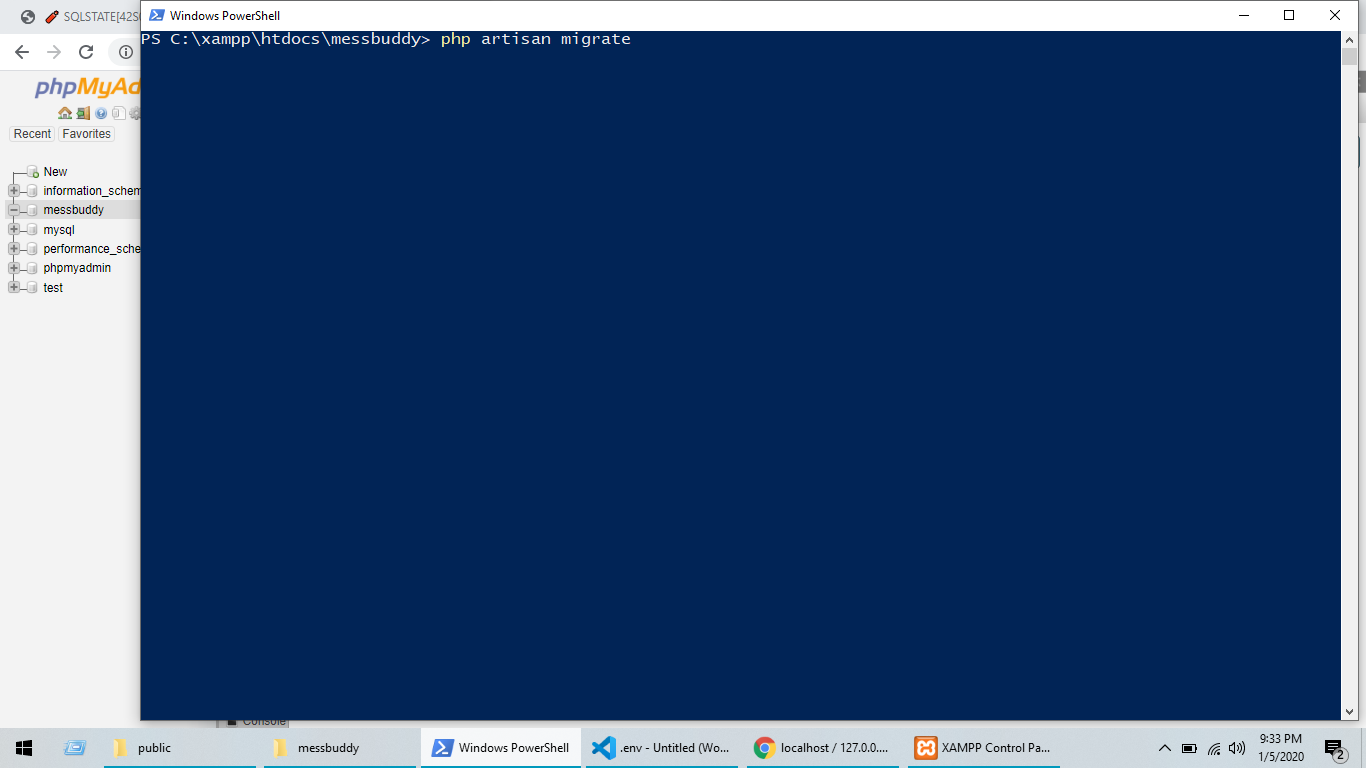 SQLSTATE[42S
Windows PowerShell
PS C:\xampp\htdocs\messbuddy> php artisan migrate
phpMyAd
Recent Favorites
New
information_schem
messbuddy
mysql
performance_sche
phpmyadmin
test
Console
public
messbuddy
Windows PowerShell
.env - Untitled (Wo...
localhost / 127.0.0....
XAMPP Control Pa...
9:33 PM
1/5/2020
2